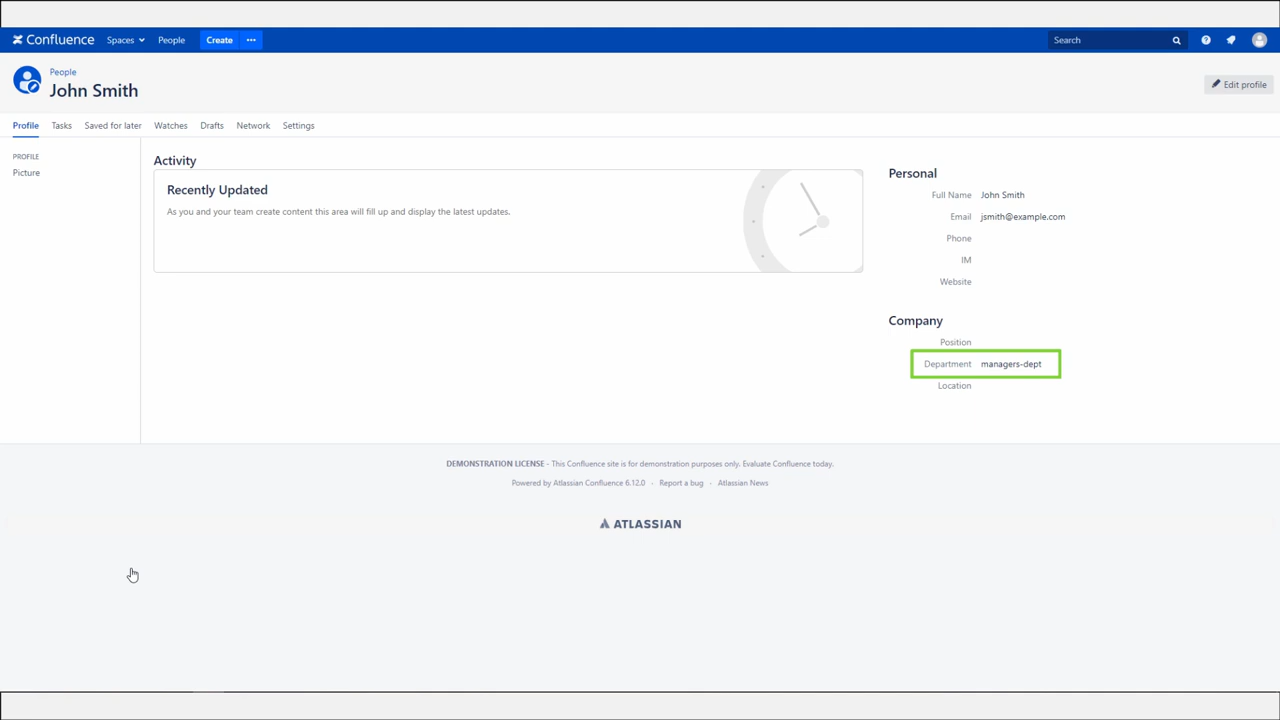 Confluence Spaces People Create ··· Search
People
John Smith
Edit profile
Profile Tasks Saved for later Watches Drafts Network Settings
PROFILE
Picture
Activity
Recently Updated
As you and your team create content this area will fill up and display the latest updates.
Personal
Full Name John Smith
Email jsmith@example.com
Phone
IM
Website
Company
Position
Department managers-dept
Location
DEMONSTRATION LICENSE - This Confluence site is for demonstration purposes only. Evaluate Confluence today.
Powered by Atlassian Confluence 6.12.0 · Report a bug · Atlassian News
ATLASSIAN